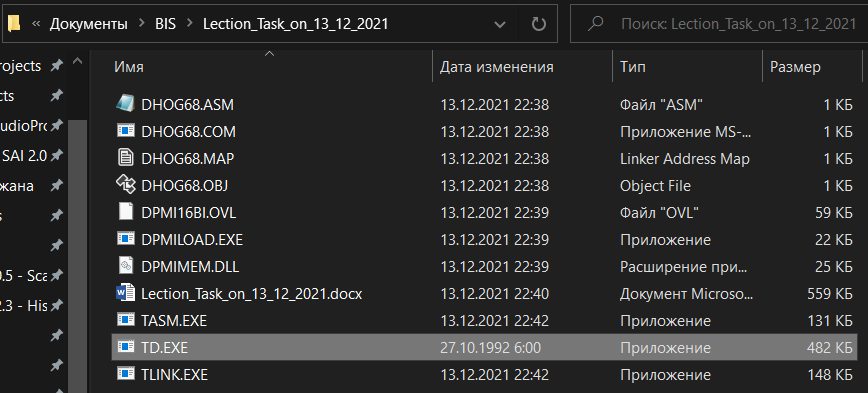 « Документы > BIS > Lection_Task_on_13_12_2021
Поиск: Lection_Task_on_13_12_2021
rojects
Имя Дата изменения Тип Размер
cts
DHOG68.ASM 13.12.2021 22:38 Файл "ASM" 1 КБ
udioPro
DHOG68.COM 13.12.2021 22:38 Приложение MS-... 1 КБ
SAI 2.0
DHOG68.MAP 13.12.2021 22:38 Linker Address Map 1 КБ
жана
DHOG68.OBJ 13.12.2021 22:38 Object File 1 КБ
s
DPMI16BI.OVL 13.12.2021 22:39 Файл "OVL" 59 КБ
DPMILOAD.EXE 13.12.2021 22:39 Приложение 22 КБ
0.5 - Sca
DPMIMEM.DLL 13.12.2021 22:39 Расширение при... 25 КБ
2.3 - His
Lection_Task_on_13_12_2021.docx 13.12.2021 22:40 Документ Microso... 559 КБ
TASM.EXE 13.12.2021 22:42 Приложение 131 КБ
TD.EXE 27.10.1992 6:00 Приложение 482 КБ
TLINK.EXE 13.12.2021 22:42 Приложение 148 КБ